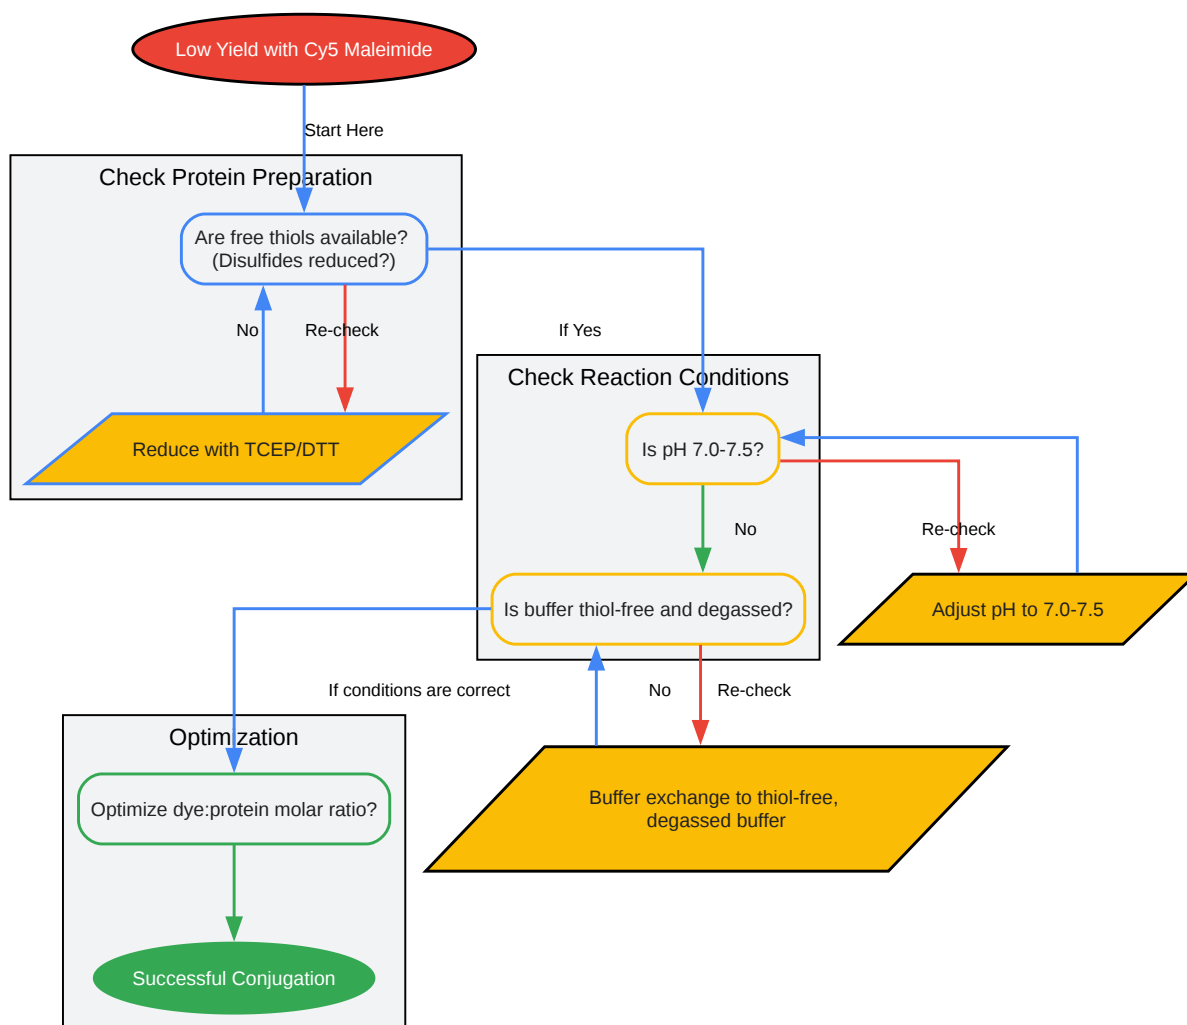 Low Yield with Cy5 Maleimide
Start Here
Check Protein Preparation
Are free thiols available?
(Disulfides reduced?)
No
Re-check
If Yes
Reduce with TCEP/DTT
Check Reaction Conditions
Is pH 7.0-7.5?
No
Re-check
Is buffer thiol-free and degassed?
Adjust pH to 7.0-7.5
If conditions are correct
No
Re-check
Optimization
Optimize dye:protein molar ratio?
Buffer exchange to thiol-free,
degassed buffer
Successful Conjugation